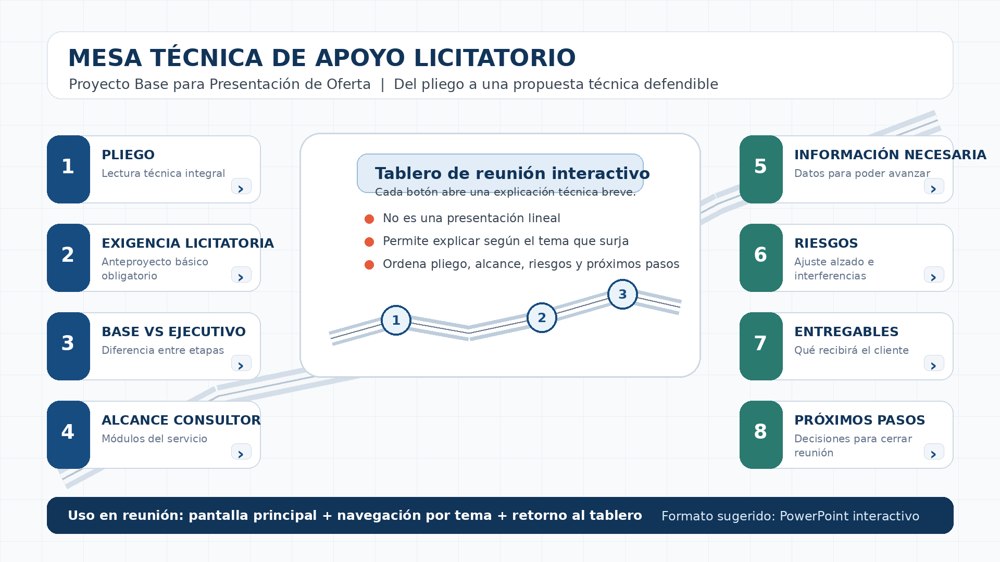 MESA TÉCNICA DE APOYO LICITATORIO
Proyecto Base para Presentación de Oferta | Del pliego a una propuesta técnica defendible
1
PLIEGO
Lectura técnica integral
›
2
EXIGENCIA LICITATORIA
Anteproyecto básico
obligatorio
›
3
BASE VS EJECUTIVO
Diferencia entre etapas
›
4
ALCANCE CONSULTOR
Módulos del servicio
›
Tablero de reunión interactivo
Cada botón abre una explicación técnica breve.
No es una presentación lineal
Permite explicar según el tema que surja
Ordena pliego, alcance, riesgos y próximos pasos
1
2
3
5
INFORMACIÓN NECESARIA
Datos para poder avanzar
›
6
RIESGOS
Ajuste alzado e
interferencias
›
7
ENTREGABLES
Qué recibirá el cliente
›
8
PRÓXIMOS PASOS
Decisiones para cerrar
reunión
›
Uso en reunión: pantalla principal + navegación por tema + retorno al tablero
Formato sugerido: PowerPoint interactivo